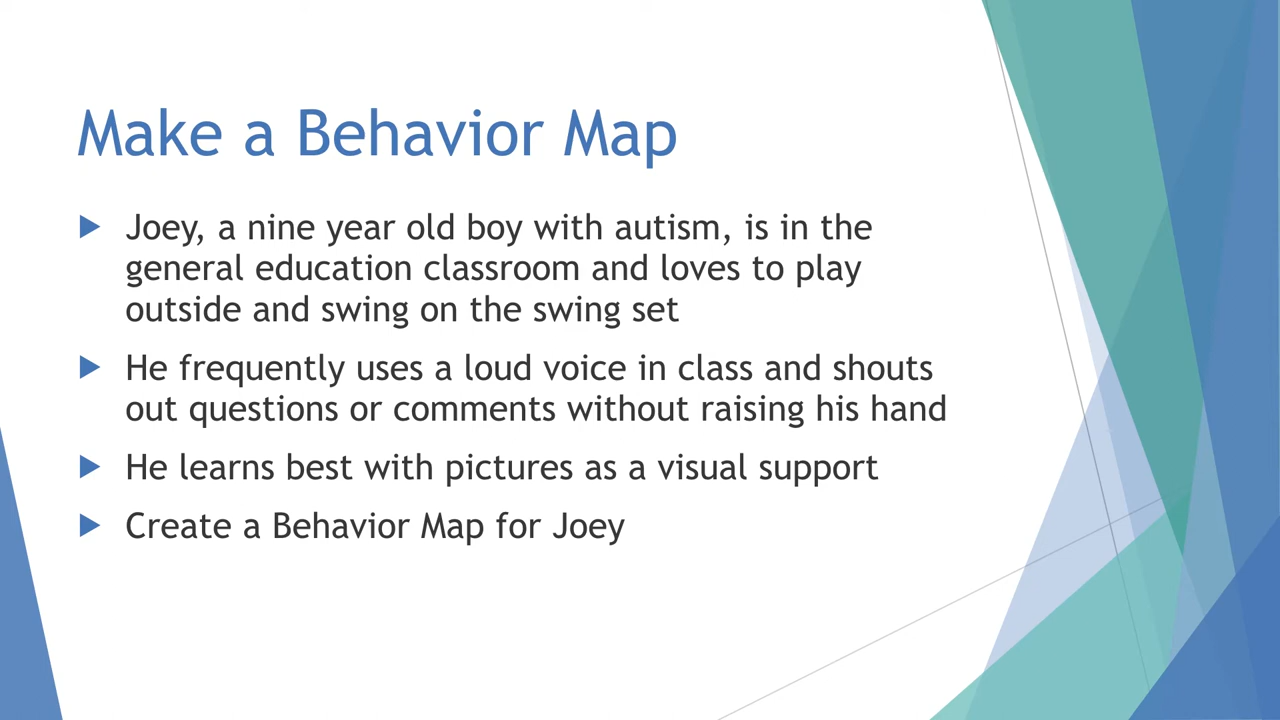 Make a Behavior Map
Joey, a nine year old boy with autism, is in the
general education classroom and loves to play
outside and swing on the swing set
He frequently uses a loud voice in class and shouts
out questions or comments without raising his hand
He learns best with pictures as a visual support
Create a Behavior Map for Joey